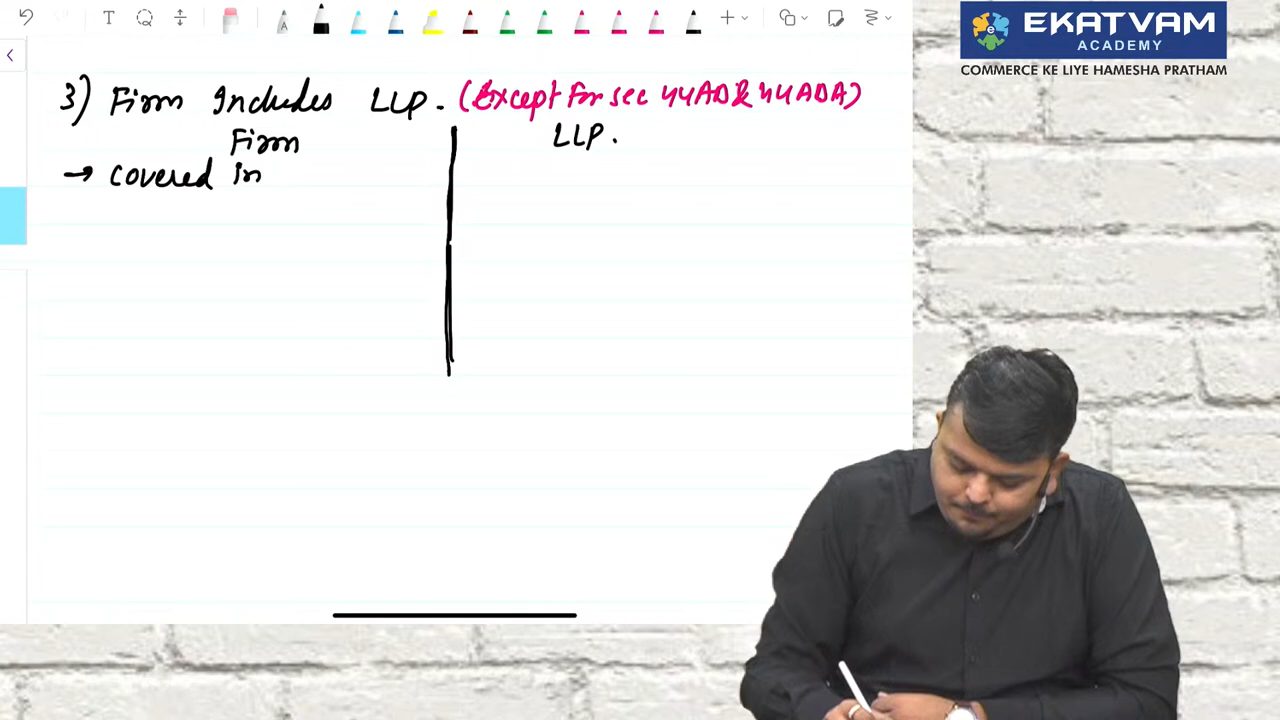 EKATVAM
ACADEMY
COMMERCE KE LIYE HAMESHA PRATHAM
3) Firm Includes LLP. (Except For sec 44AD & 44ADA)
Firm LLP.
→ covered in